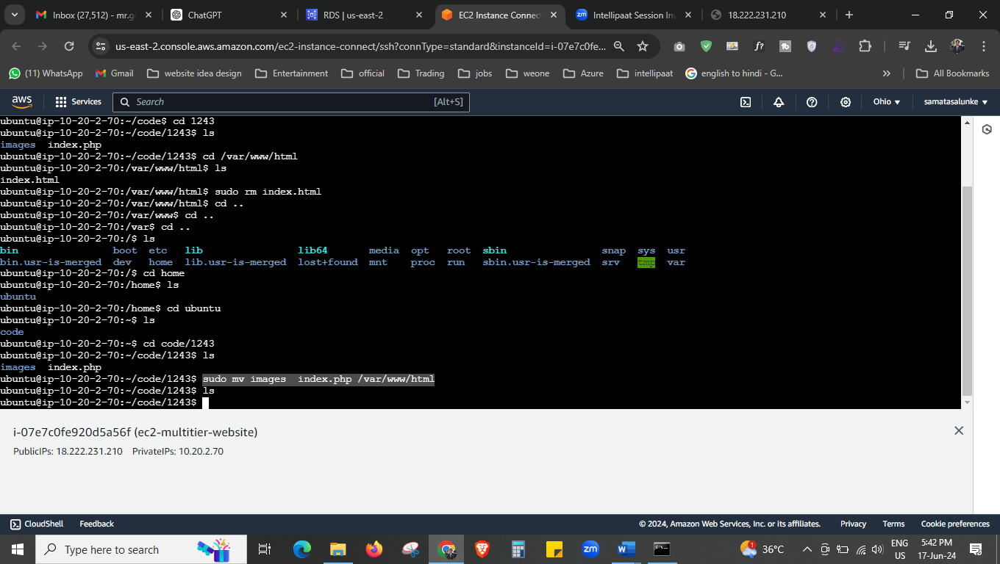 Inbox (27,512) - mr.g
ChatGPT
RDS | us-east-2
EC2 Instance Connec
Intellipaat Session In
18.222.231.210
us-east-2.console.aws.amazon.com/ec2-instance-connect/ssh?connType=standard&instanceId=i-07e7c0fe...
(11) WhatsApp
Gmail
website idea design
Entertainment
official
Trading
jobs
weone
Azure
intellipaat
english to hindi - G...
All Bookmarks
aws
Services
Search
[Alt+S]
Ohio
samatasalunke
ubuntu@ip-10-20-2-70:~/code$ cd 1243
ubuntu@ip-10-20-2-70:~/code/1243$ ls
images  index.php
ubuntu@ip-10-20-2-70:~/code/1243$ cd /var/www/html
ubuntu@ip-10-20-2-70:/var/www/html$ ls
index.html
ubuntu@ip-10-20-2-70:/var/www/html$ sudo rm index.html
ubuntu@ip-10-20-2-70:/var/www/html$ cd ..
ubuntu@ip-10-20-2-70:/var/www$ cd ..
ubuntu@ip-10-20-2-70:/var$ cd ..
ubuntu@ip-10-20-2-70:/$ ls
bin                boot  etc   lib                lib64       media  opt   root  sbin                snap  sys  usr
bin.usr-is-merged  dev   home  lib.usr-is-merged  lost+found  mnt    proc  run   sbin.usr-is-merged  srv   tmp  var
ubuntu@ip-10-20-2-70:/$ cd home
ubuntu@ip-10-20-2-70:/home$ ls
ubuntu
ubuntu@ip-10-20-2-70:/home$ cd ubuntu
ubuntu@ip-10-20-2-70:~$ ls
code
ubuntu@ip-10-20-2-70:~$ cd code/1243
ubuntu@ip-10-20-2-70:~/code/1243$ ls
images  index.php
ubuntu@ip-10-20-2-70:~/code/1243$ sudo mv images  index.php /var/www/html
ubuntu@ip-10-20-2-70:~/code/1243$ ls
ubuntu@ip-10-20-2-70:~/code/1243$
i-07e7c0fe920d5a56f (ec2-multitier-website)
PublicIPs: 18.222.231.210   PrivateIPs: 10.20.2.70
CloudShell
Feedback
© 2024, Amazon Web Services, Inc. or its affiliates.
Privacy
Terms
Cookie preferences
Type here to search
zm
36°C
ENG
US
5:42 PM
17-Jun-24